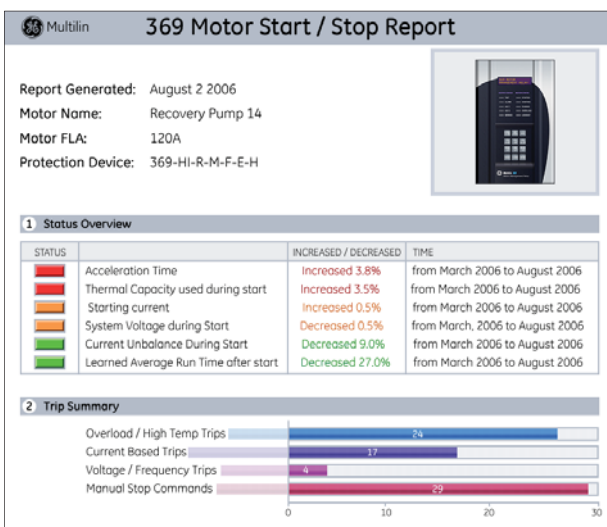 Multilin 369 Motor Start / Stop Report
Report Generated: August 2 2006
Motor Name: Recovery Pump 14
Motor FLA: 120A
Protection Device: 369-HI-R-M-F-E-H
1 Status Overview
STATUS INCREASED / DECREASED TIME
Acceleration Time Increased 3.8% from March 2006 to August 2006
Thermal Capacity used during start Increased 3.5% from March 2006 to August 2006
Starting current Increased 0.5% from March 2006 to August 2006
System Voltage during Start Decreased 0.5% from March, 2006 to August 2006
Current Unbalance During Start Decreased 9.0% from March 2006 to August 2006
Learned Average Run Time after start Decreased 27.0% from March 2006 to August 2006
2 Trip Summary
Overload / High Temp Trips 24
Current Based Trips 17
Voltage / Frequency Trips 4
Manual Stop Commands 29
0 10 20 30